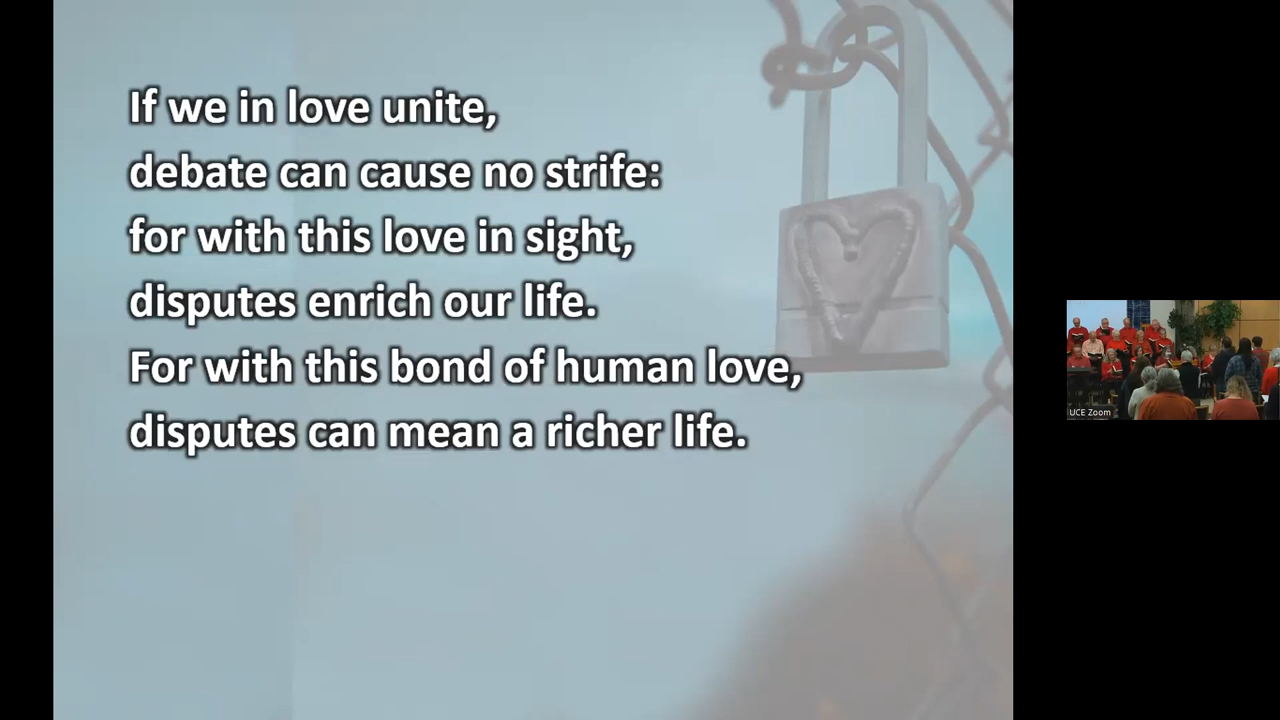 If we in love unite,
debate can cause no strife:
for with this love in sight,
disputes enrich our life.
For with this bond of human love,
disputes can mean a richer life.
UCE Zoom